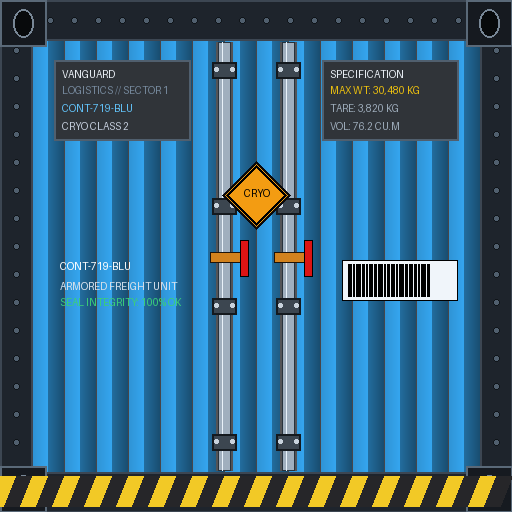 VANGUARD
LOGISTICS // SECTOR 1
CONT-719-BLU
CRYO CLASS 2
SPECIFICATION
MAX WT: 30,480 KG
TARE: 3,820 KG
VOL: 76.2 CU.M
CRYO
CONT-719-BLU
ARMORED FREIGHT UNIT
SEAL INTEGRITY: 100% OK